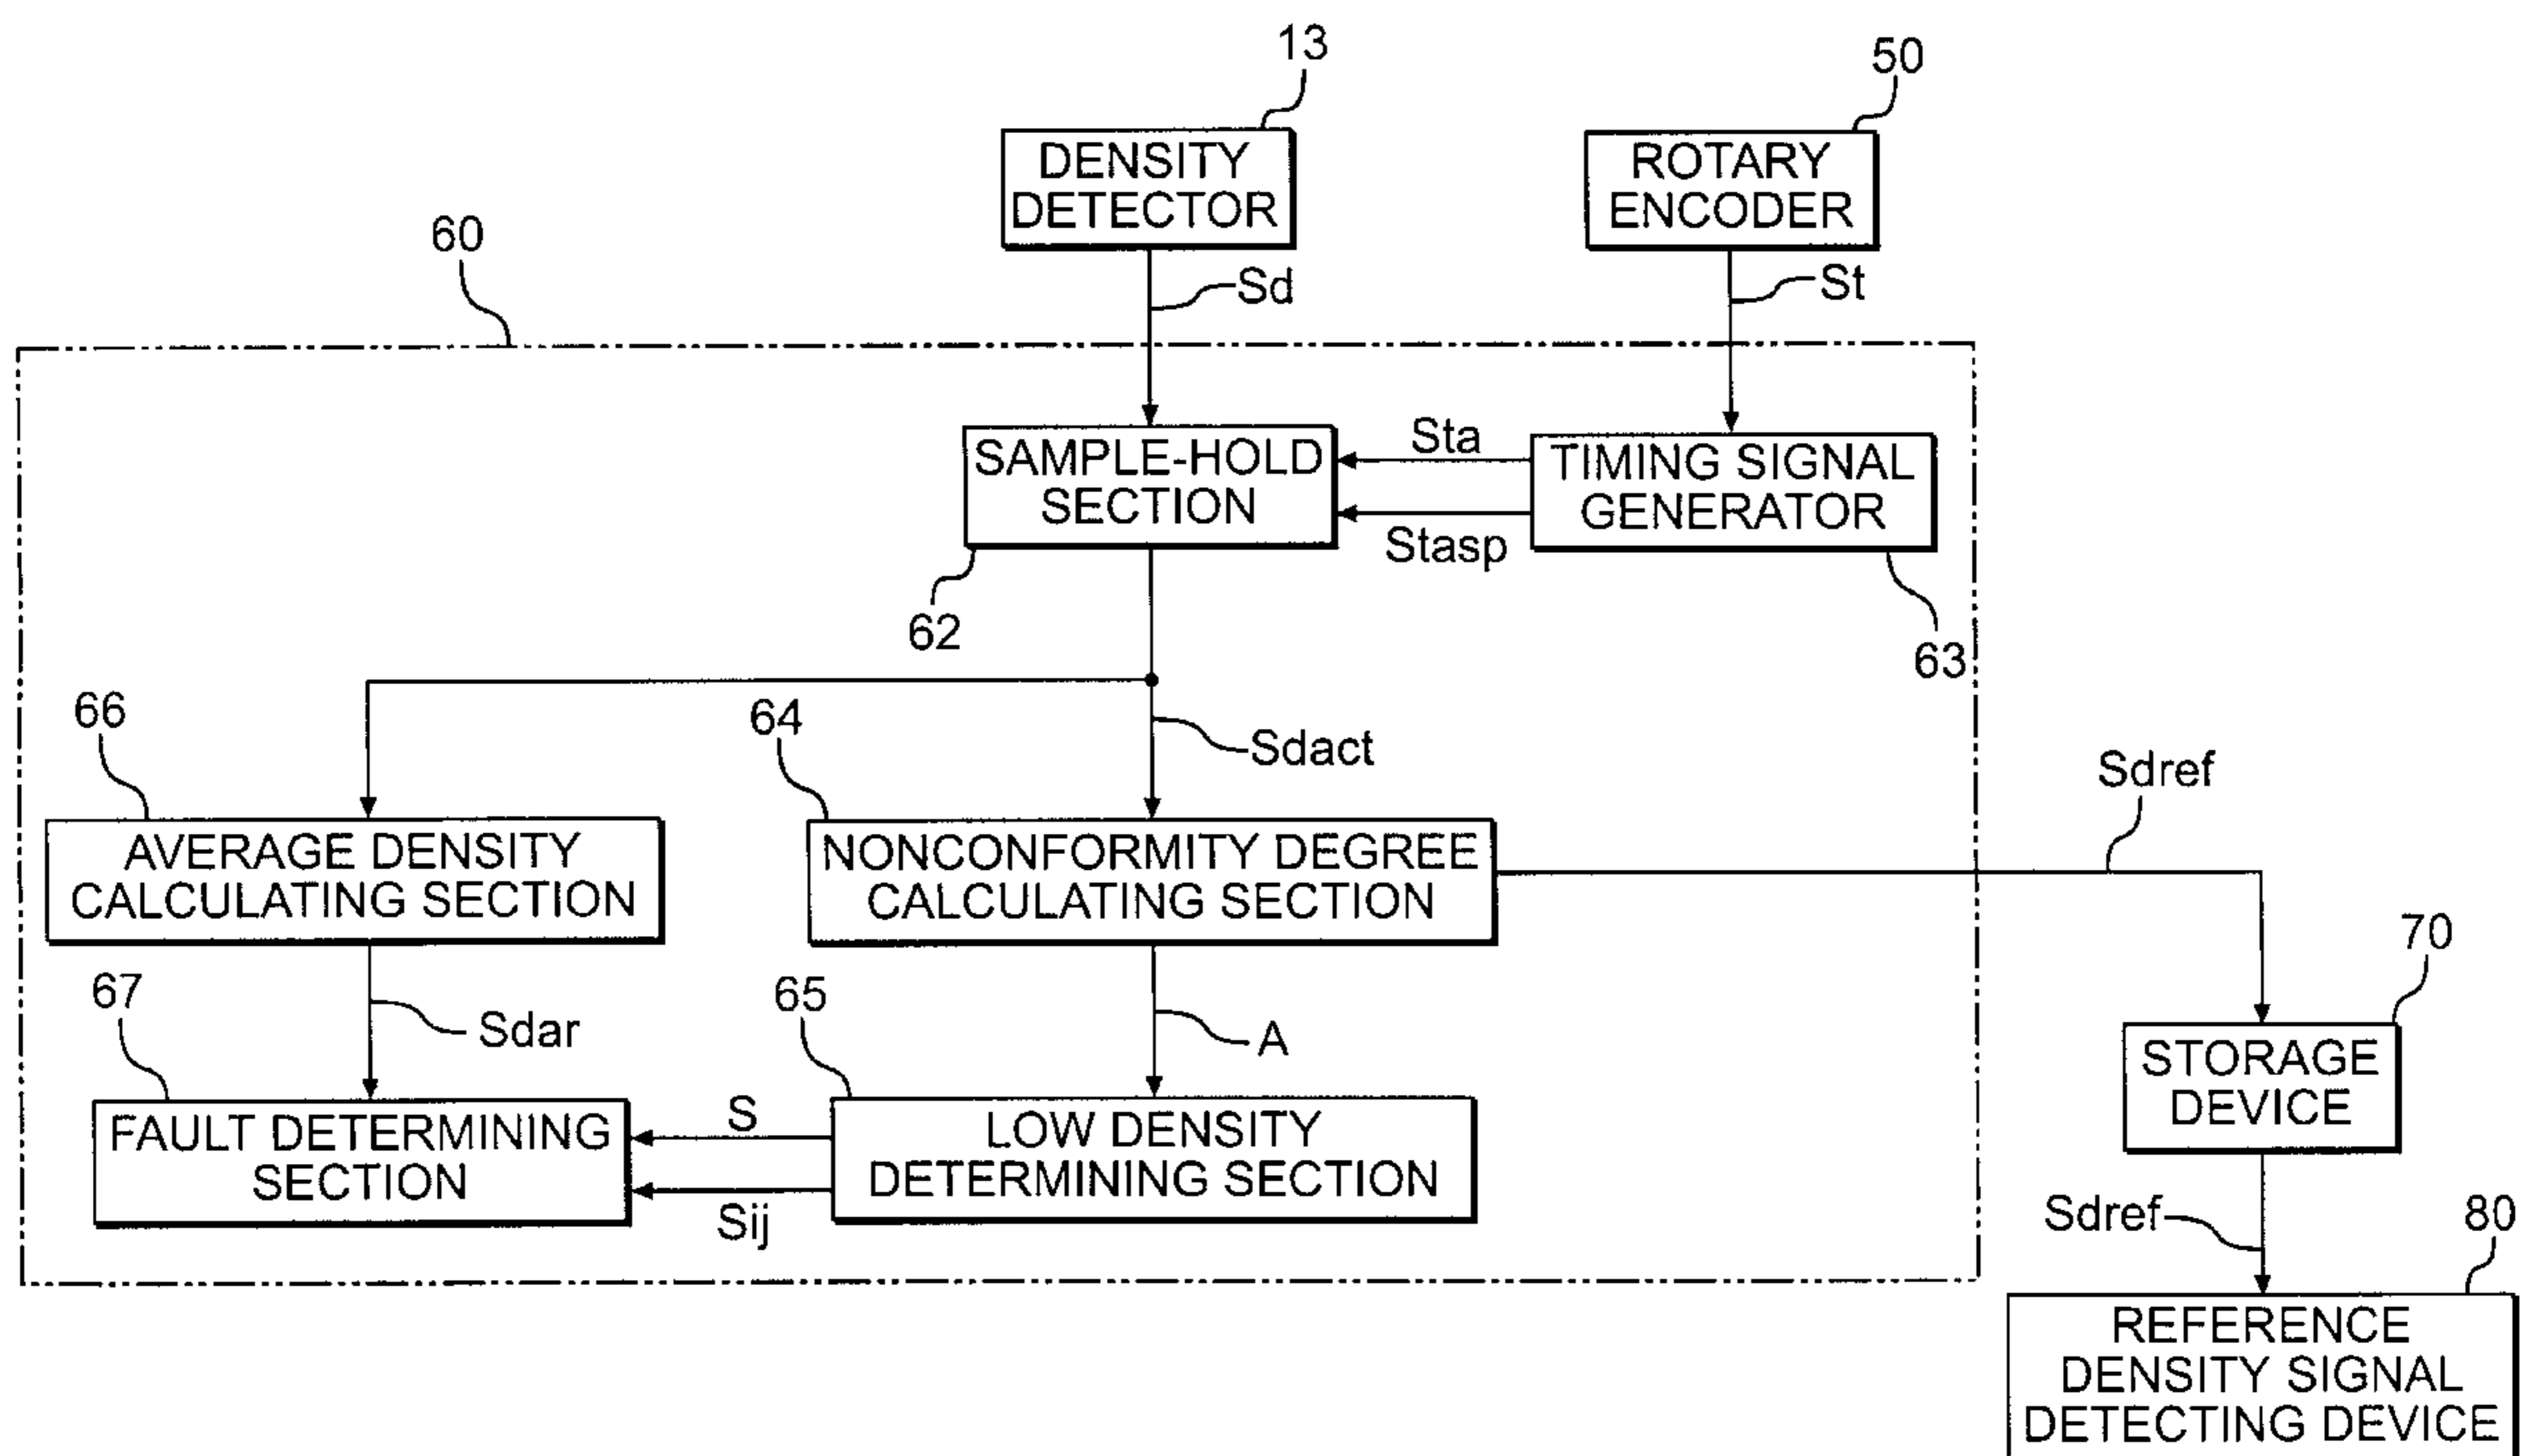 13
50
DENSITY
DETECTOR
ROTARY
ENCODER
60
Sd
St
SAMPLE-HOLD
SECTION
Sta
Stasp
TIMING SIGNAL
GENERATOR
62
63
66
64
Sdact
Sdref
AVERAGE DENSITY
CALCULATING SECTION
NONCONFORMITY DEGREE
CALCULATING SECTION
70
67
Sdar
65
A
STORAGE
DEVICE
FAULT DETERMINING
SECTION
S
Sij
LOW DENSITY
DETERMINING SECTION
Sdref
80
REFERENCE
DENSITY SIGNAL
DETECTING DEVICE